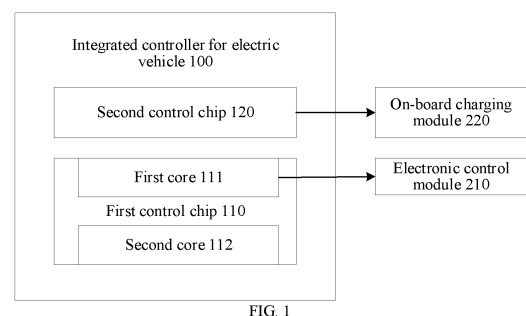 Integrated controller for electric
vehicle 100
Second control chip 120
On-board charging
module 220
First core 111
Electronic control
module 210
First control chip 110
Second core 112
FIG. 1